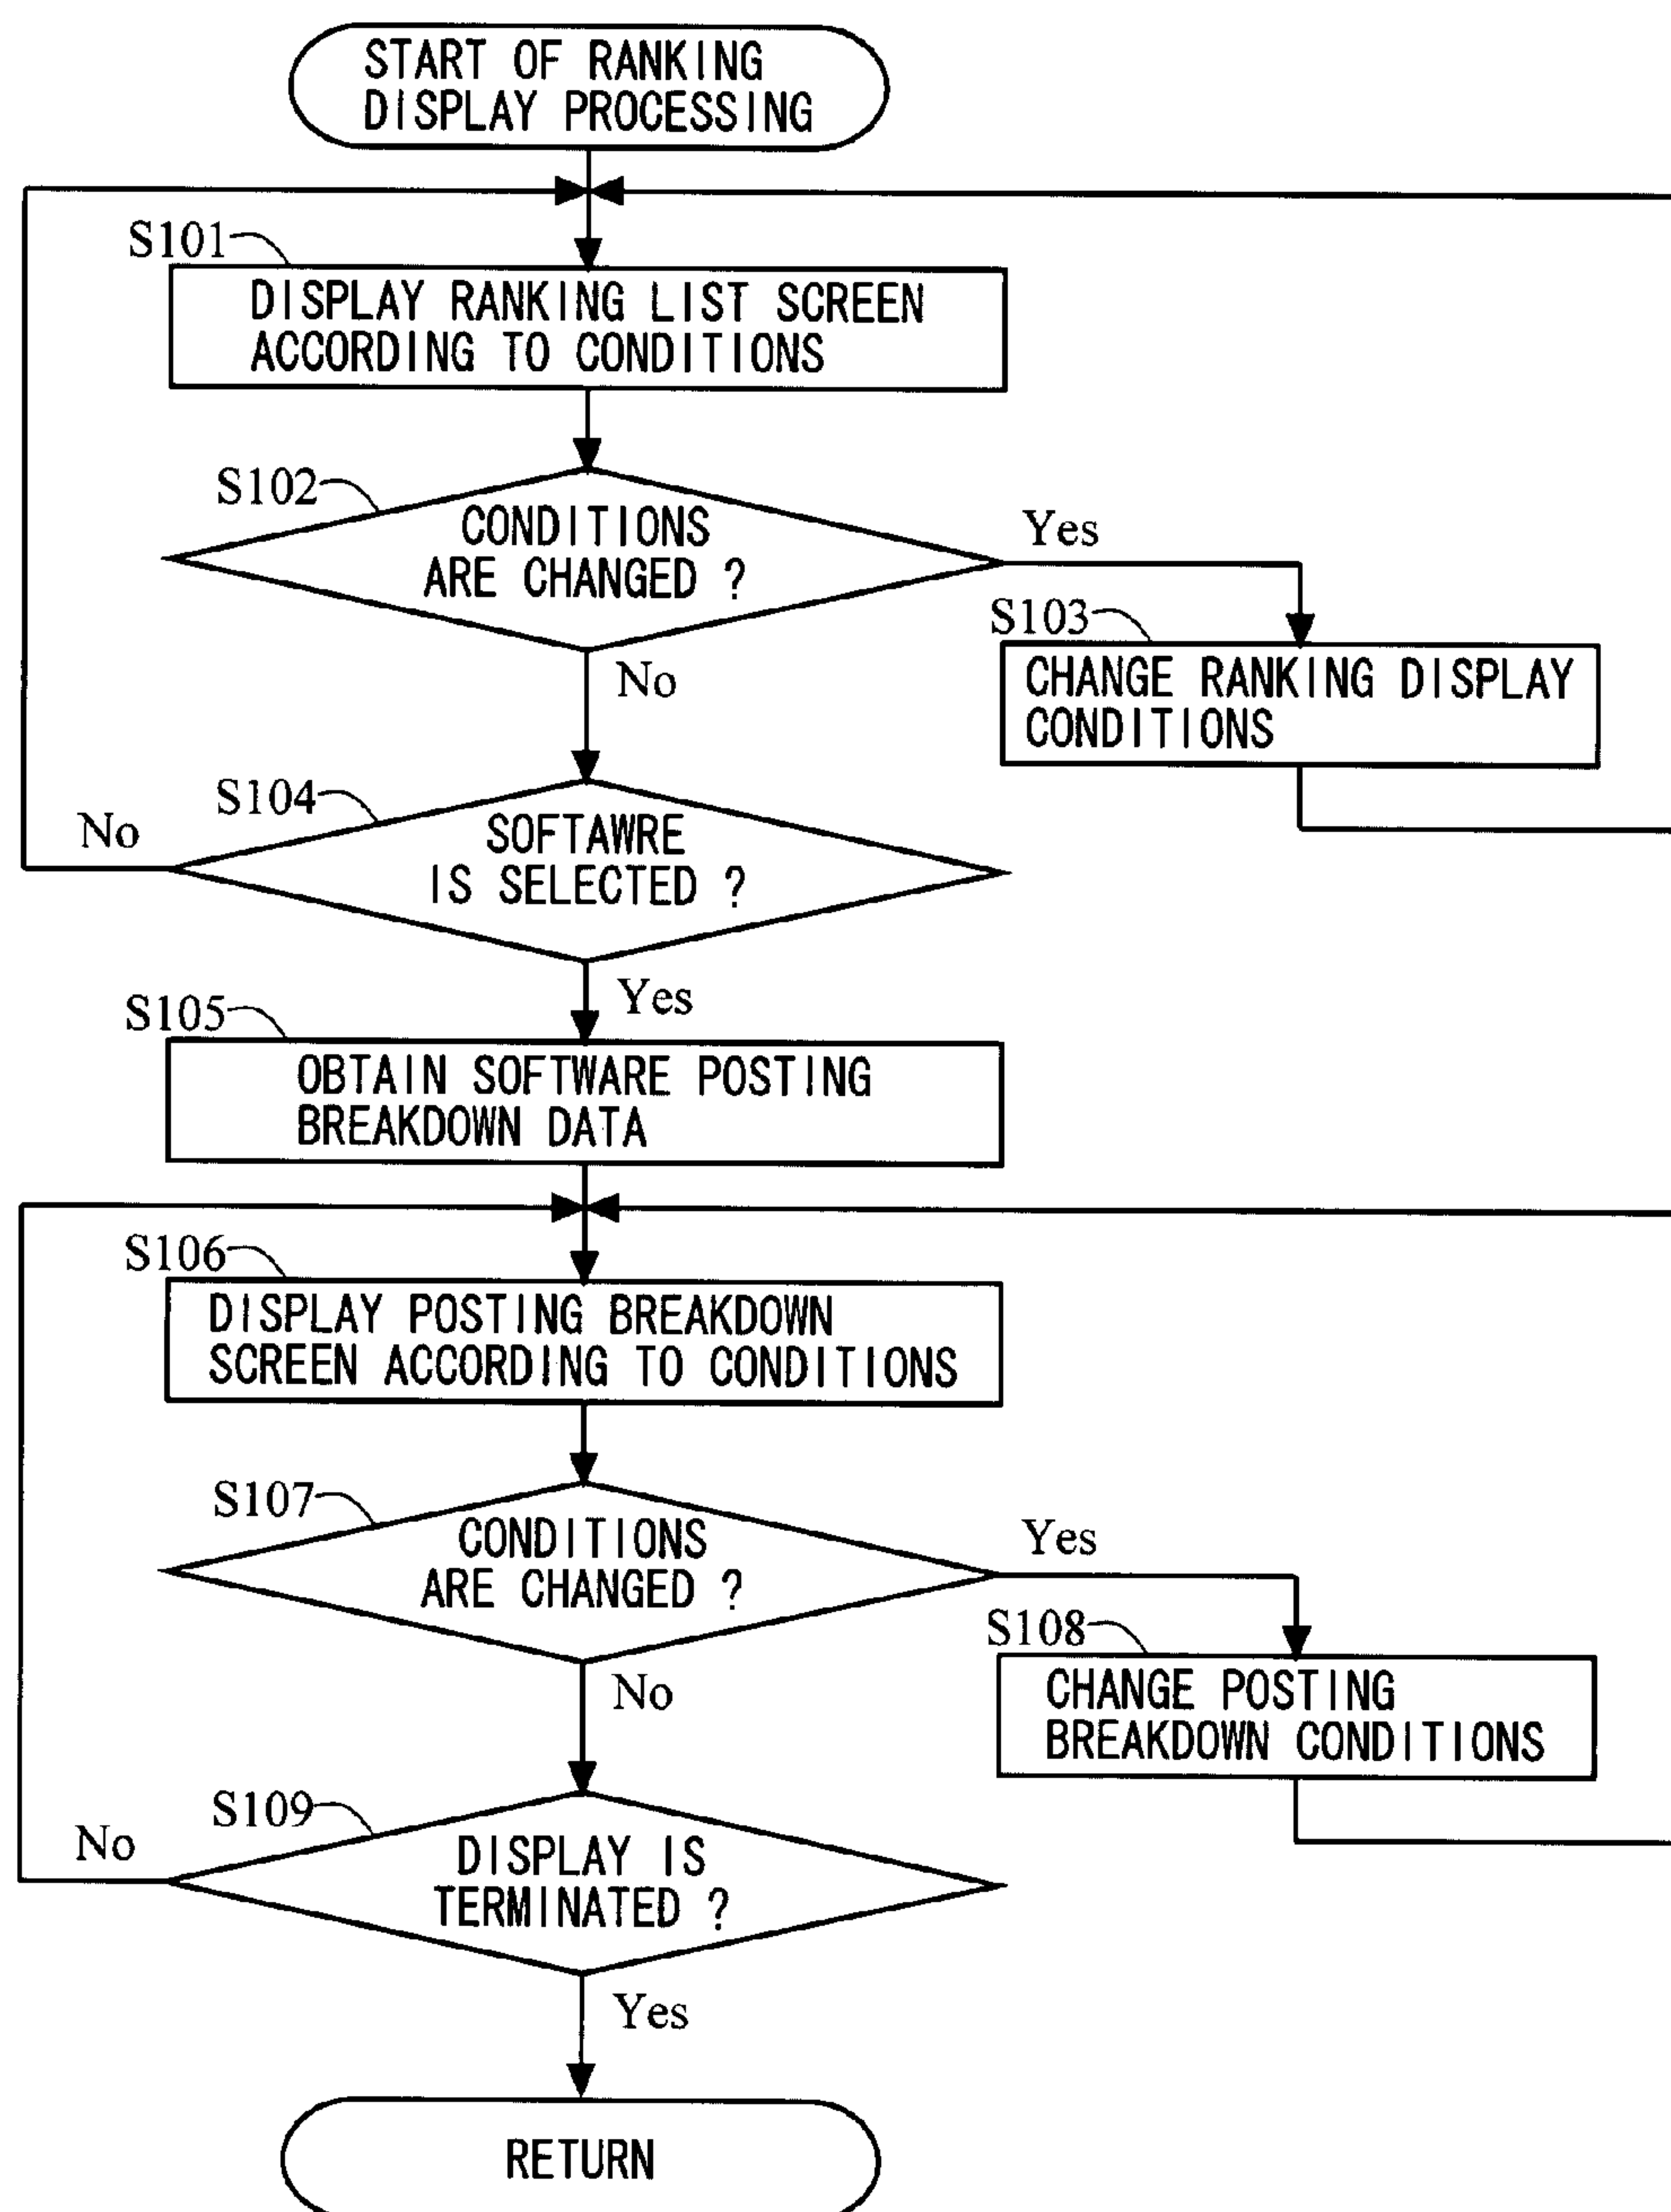 START OF RANKING
DISPLAY PROCESSING
S101
DISPLAY RANKING LIST SCREEN
ACCORDING TO CONDITIONS
S102
CONDITIONS
ARE CHANGED ?
Yes
S103
CHANGE RANKING DISPLAY
CONDITIONS
No
S104
SOFTAWRE
IS SELECTED ?
No
Yes
S105
OBTAIN SOFTWARE POSTING
BREAKDOWN DATA
S106
DISPLAY POSTING BREAKDOWN
SCREEN ACCORDING TO CONDITIONS
S107
CONDITIONS
ARE CHANGED ?
Yes
S108
CHANGE POSTING
BREAKDOWN CONDITIONS
No
S109
DISPLAY IS
TERMINATED ?
No
Yes
RETURN